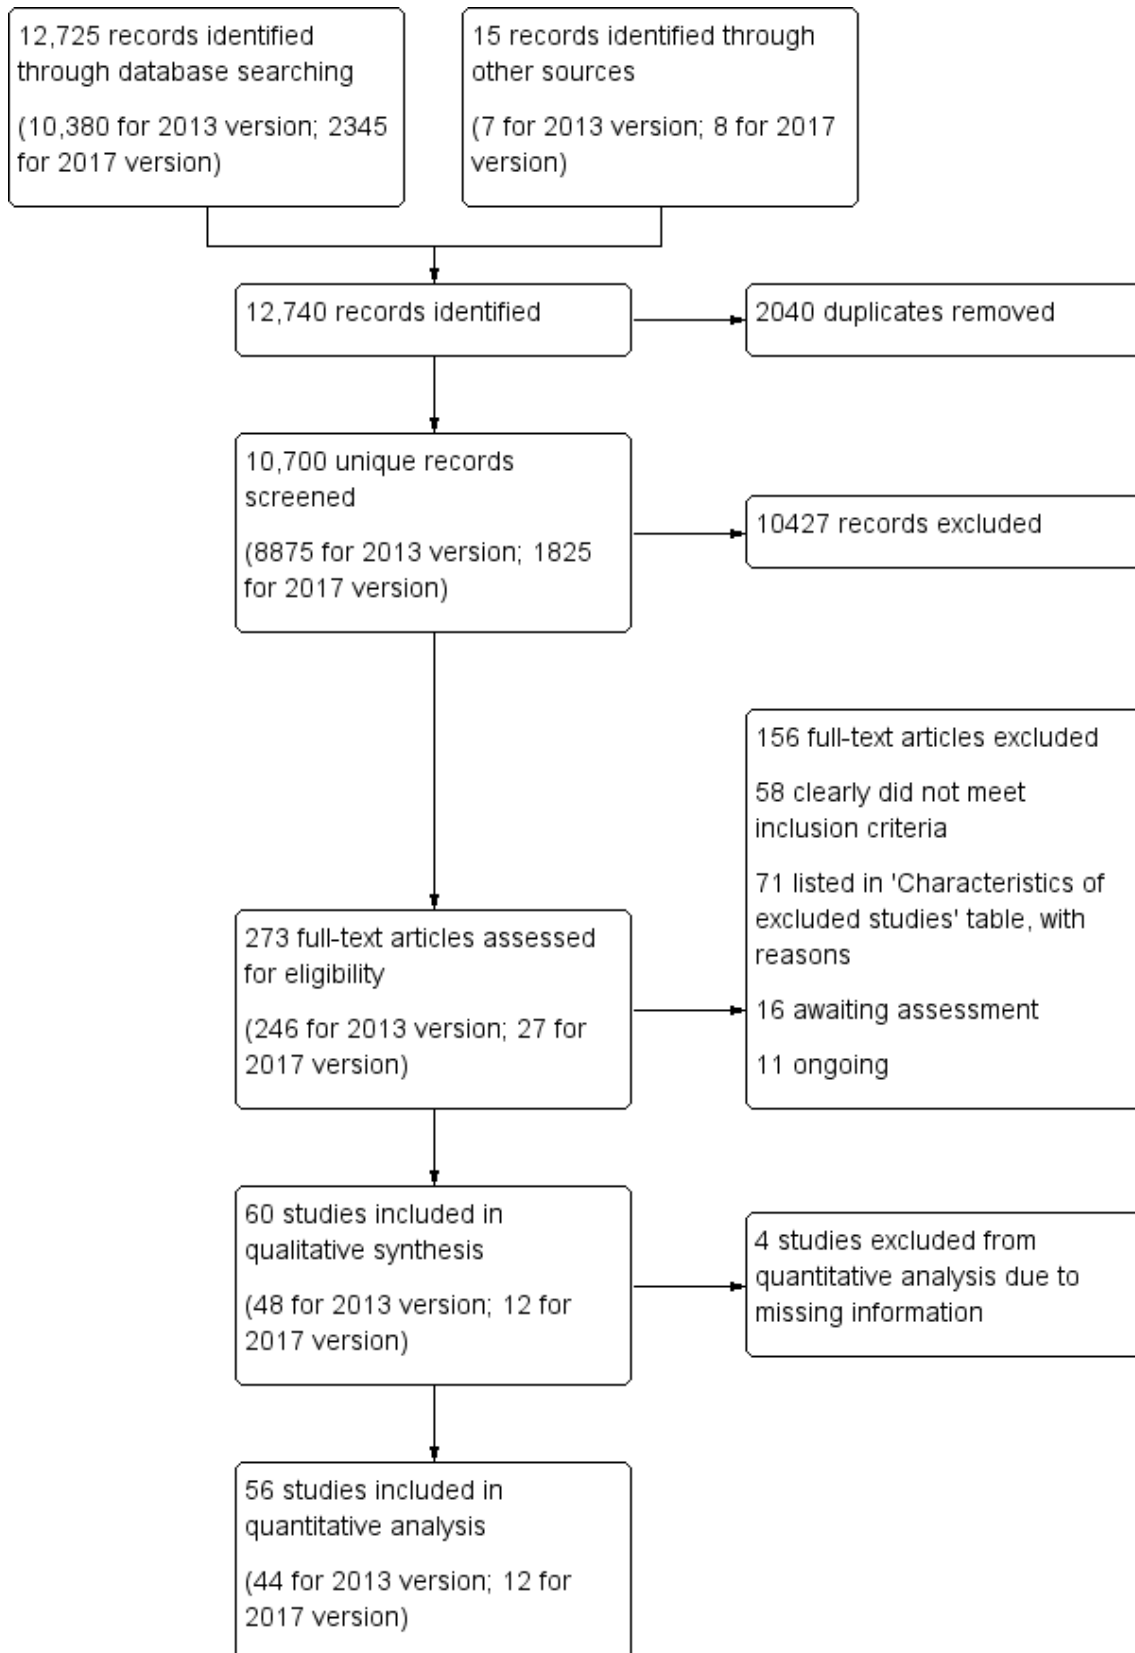 12,725 records identified
through database searching
(10,380 for 2013 version; 2345
for 2017 version)
15 records identified through
other sources
(7 for 2013 version; 8 for 2017
version)
12,740 records identified
2040 duplicates removed
10,700 unique records
screened
(8875 for 2013 version; 1825
for 2017 version)
10427 records excluded
156 full-text articles excluded
58 clearly did not meet
inclusion criteria
71 listed in 'Characteristics of
excluded studies' table, with
reasons
16 awaiting assessment
11 ongoing
273 full-text articles assessed
for eligibility
(246 for 2013 version; 27 for
2017 version)
60 studies included in
qualitative synthesis
(48 for 2013 version; 12 for
2017 version)
4 studies excluded from
quantitative analysis due to
missing information
56 studies included in
quantitative analysis
(44 for 2013 version; 12 for
2017 version)